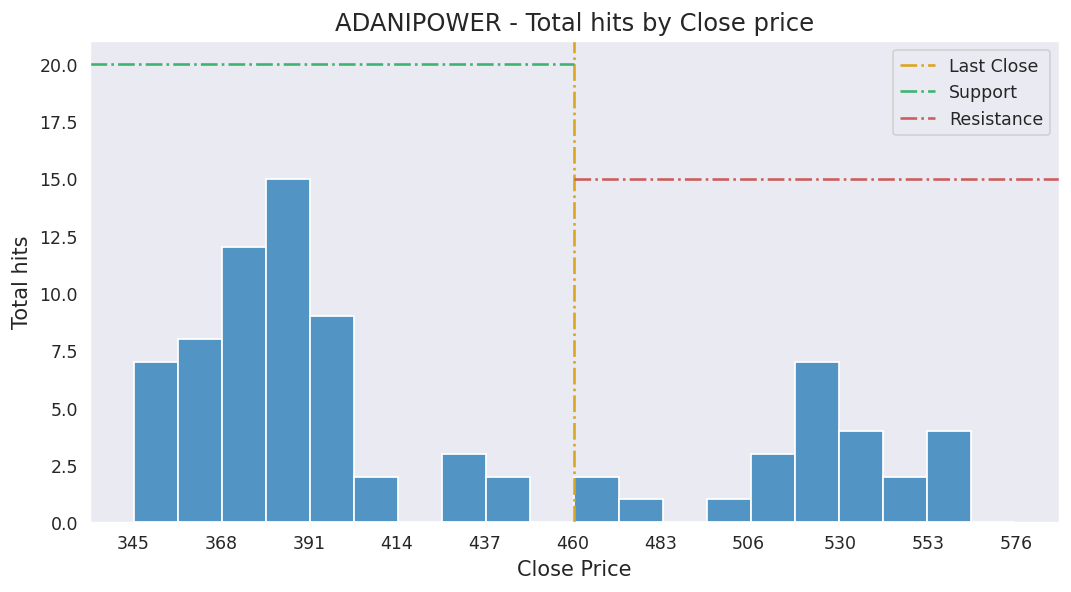 ADANIPOWER - Total hits by Close price
Last Close
Support
Resistance
Total hits
20.0
17.5
15.0
12.5
10.0
7.5
5.0
2.5
0.0
345 368 391 414 437 460 483 506 530 553 576
Close Price